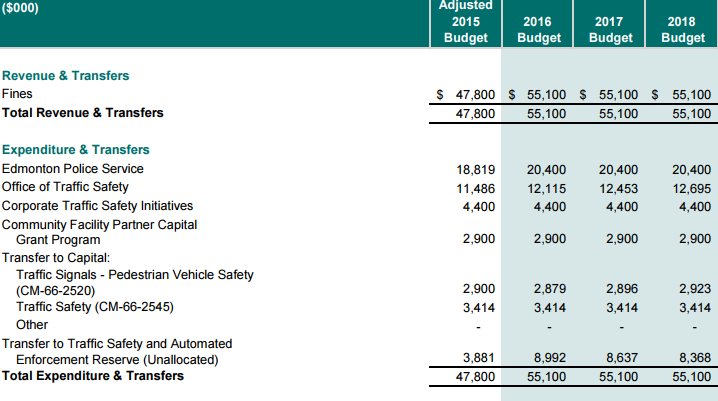 ($000) Adjusted 2015 Budget 2016 Budget 2017 Budget 2018 Budget
Revenue & Transfers
Fines $ 47,800 $ 55,100 $ 55,100 $ 55,100
Total Revenue & Transfers 47,800 55,100 55,100 55,100
Expenditure & Transfers
Edmonton Police Service 18,819 20,400 20,400 20,400
Office of Traffic Safety 11,486 12,115 12,453 12,695
Corporate Traffic Safety Initiatives 4,400 4,400 4,400 4,400
Community Facility Partner Capital
Grant Program 2,900 2,900 2,900 2,900
Transfer to Capital:
Traffic Signals - Pedestrian Vehicle Safety
(CM-66-2520) 2,900 2,879 2,896 2,923
Traffic Safety (CM-66-2545) 3,414 3,414 3,414 3,414
Other - - - -
Transfer to Traffic Safety and Automated
Enforcement Reserve (Unallocated) 3,881 8,992 8,637 8,368
Total Expenditure & Transfers 47,800 55,100 55,100 55,100